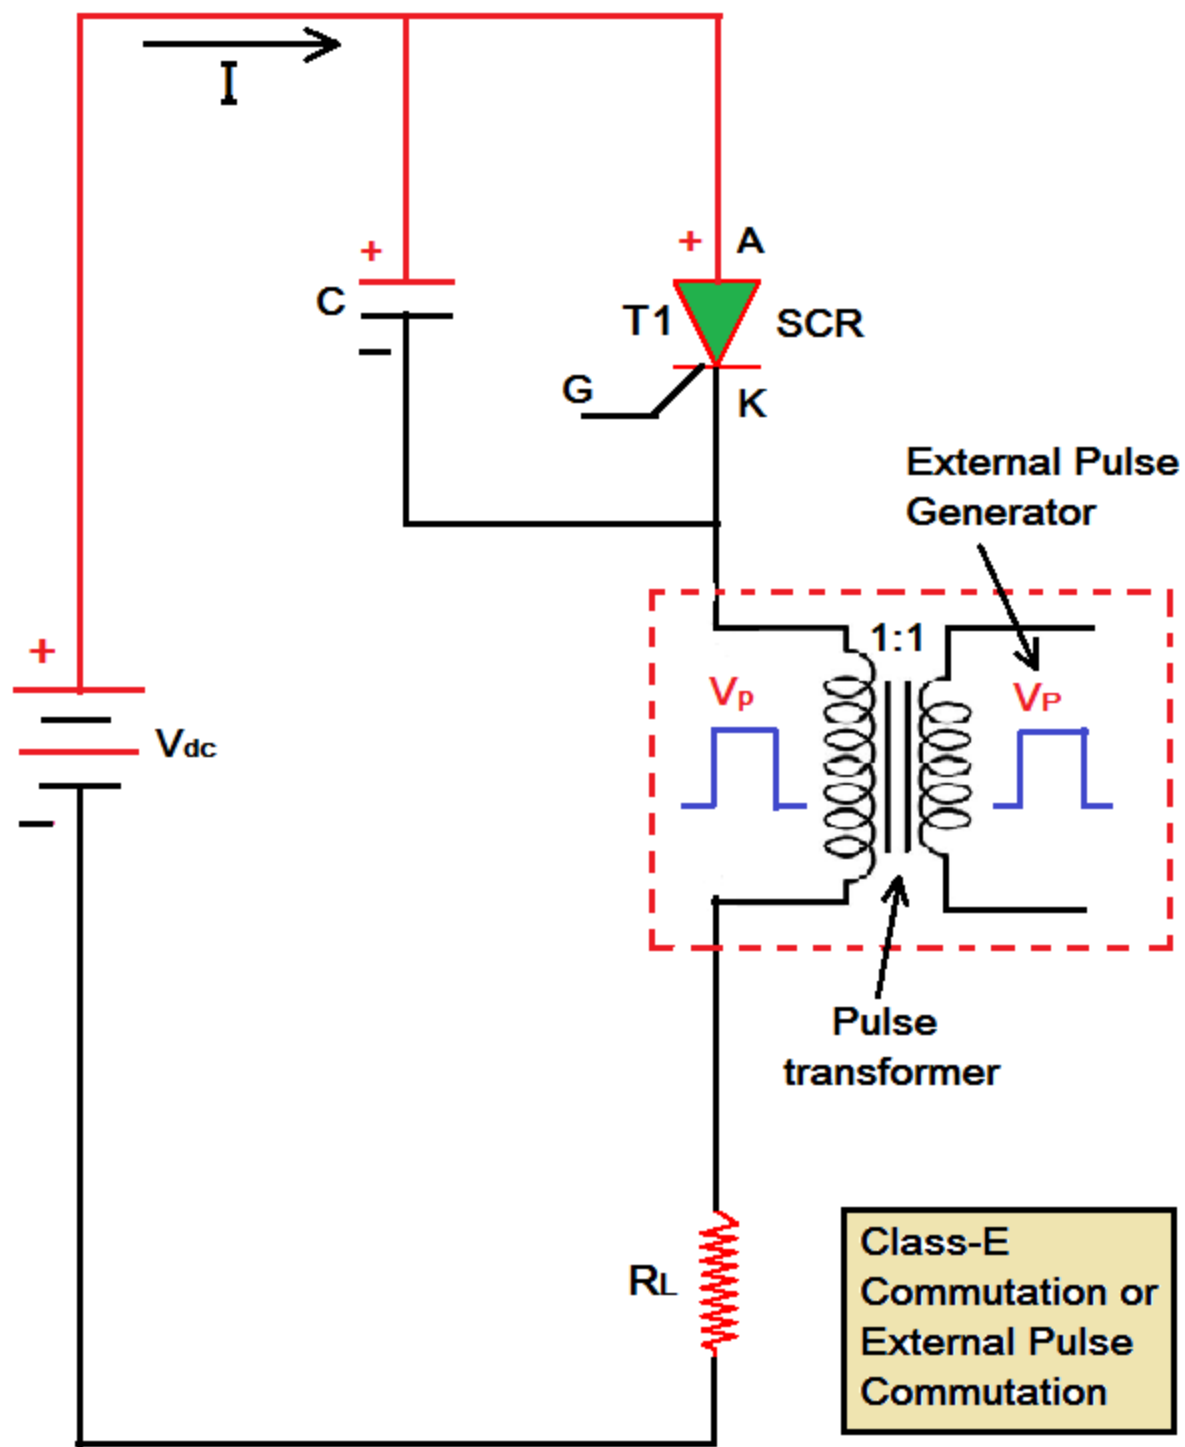 I
+
A
+
C
T1
SCR
G
K
External Pulse
Generator
+
1:1
Vp
VP
Vdc
Pulse
transformer
RL
Class-E
Commutation or
External Pulse
Commutation